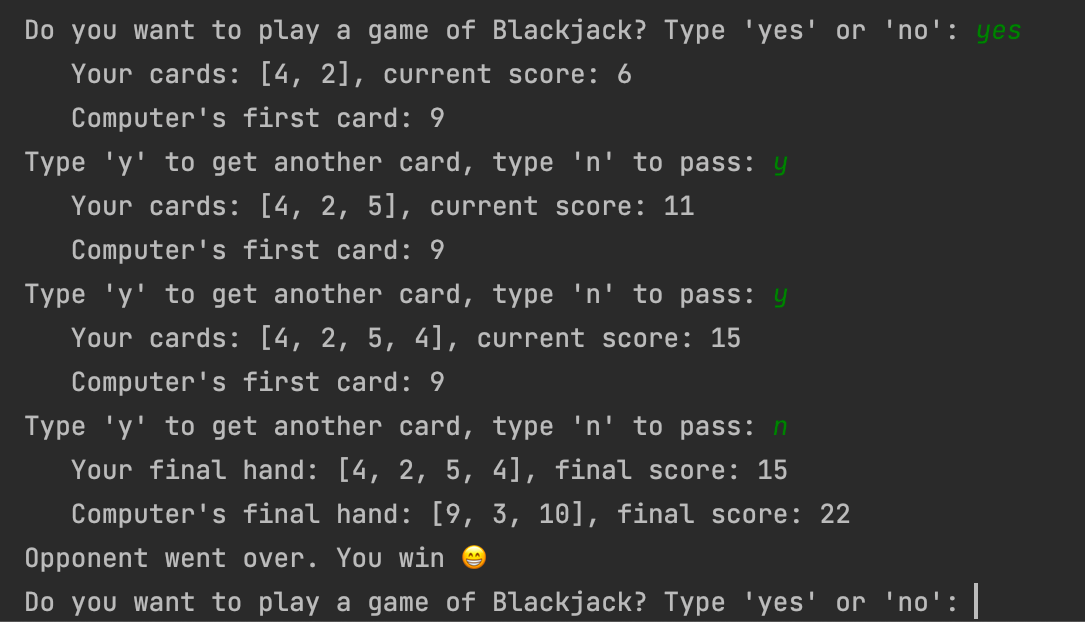 Do you want to play a game of Blackjack? Type 'yes' or 'no': yes
Your cards: [4, 2], current score: 6
Computer's first card: 9
Type 'y' to get another card, type 'n' to pass: y
Your cards: [4, 2, 5], current score: 11
Computer's first card: 9
Type 'y' to get another card, type 'n' to pass: y
Your cards: [4, 2, 5, 4], current score: 15
Computer's first card: 9
Type 'y' to get another card, type 'n' to pass: n
Your final hand: [4, 2, 5, 4], final score: 15
Computer's final hand: [9, 3, 10], final score: 22
Opponent went over. You win 😁
Do you want to play a game of Blackjack? Type 'yes' or 'no':